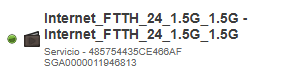 Internet_FTTH_24_1.5G_1.5G -
Internet_FTTH_24_1.5G_1.5G
Servicio - 485754435CE466AF
SGA0000011946813